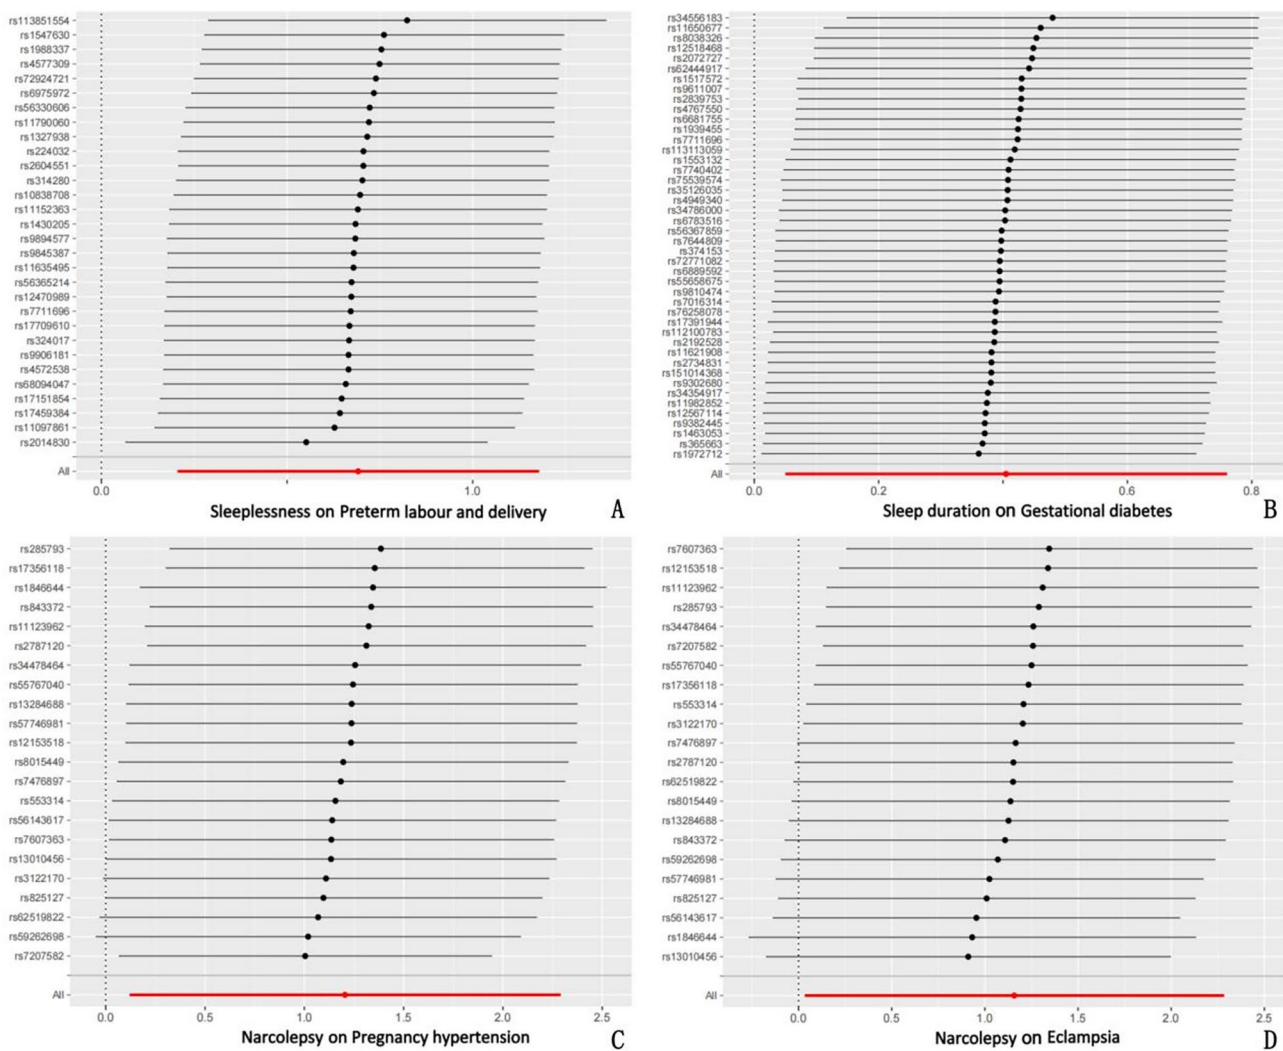 rs113851554
rs1547630
rs1988337
rs4577309
rs72924721
rs6975972
rs56330606
rs11790060
rs1327938
rs224032
rs2604551
rs314280
rs10838708
rs11152363
rs1430205
rs9894577
rs9845387
rs11635495
rs56365214
rs12470989
rs7711696
rs17709610
rs324017
rs9906181
rs4572538
rs68094047
rs17151854
rs17459384
rs11097861
rs2014830
All
0.0 1.0
Sleeplessness on Preterm labour and delivery A
rs34556183
rs11650677
rs8038326
rs12518468
rs2072727
rs62444917
rs1517572
rs9611007
rs2839753
rs4767550
rs6681755
rs1939455
rs7711696
rs113113059
rs1553132
rs7740402
rs75539574
rs35126035
rs4949340
rs34786000
rs6783516
rs56367859
rs7644809
rs374153
rs72771082
rs6889592
rs55658675
rs9810474
rs7016314
rs76258078
rs17391944
rs112100783
rs2192528
rs11621908
rs2734831
rs151014368
rs9302680
rs34354917
rs11982852
rs12567114
rs9382445
rs1463053
rs365663
rs1972712
All
0.0 0.2 0.4 0.6 0.8
Sleep duration on Gestational diabetes B
rs285793
rs17356118
rs1846644
rs843372
rs11123962
rs2787120
rs34478464
rs55767040
rs13284688
rs57746981
rs12153518
rs8015449
rs7476897
rs553314
rs56143617
rs7607363
rs13010456
rs3122170
rs825127
rs62519822
rs59262698
rs7207582
All
0.0 0.5 1.0 1.5 2.0 2.5
Narcolepsy on Pregnancy hypertension C
rs7607363
rs12153518
rs11123962
rs285793
rs34478464
rs7207582
rs55767040
rs17356118
rs553314
rs3122170
rs7476897
rs2787120
rs62519822
rs8015449
rs13284688
rs843372
rs59262698
rs57746981
rs825127
rs56143617
rs1846644
rs13010456
All
0.0 0.5 1.0 1.5 2.0 2.5
Narcolepsy on Eclampsia D